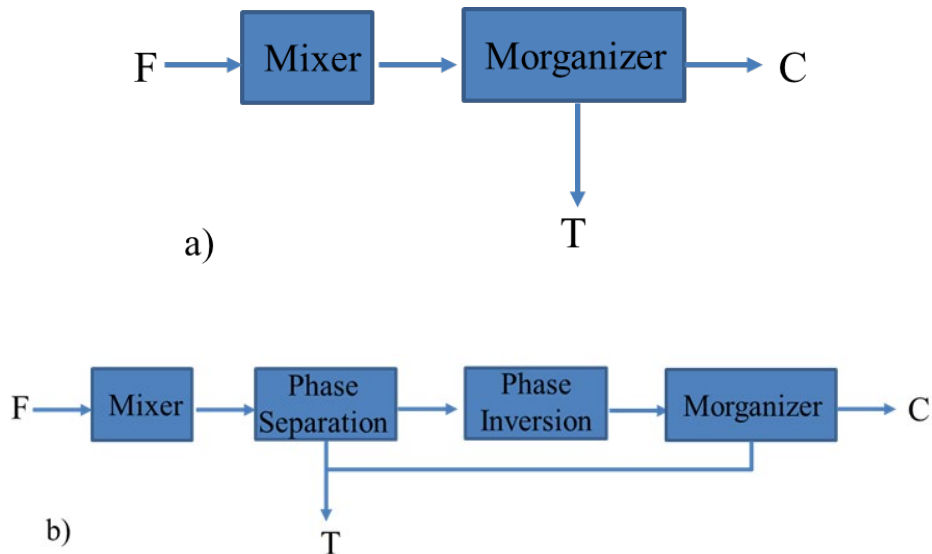 F
Mixer
Morganizer
C
T
a)
F
Mixer
Phase
Separation
Phase
Inversion
Morganizer
C
T
b)